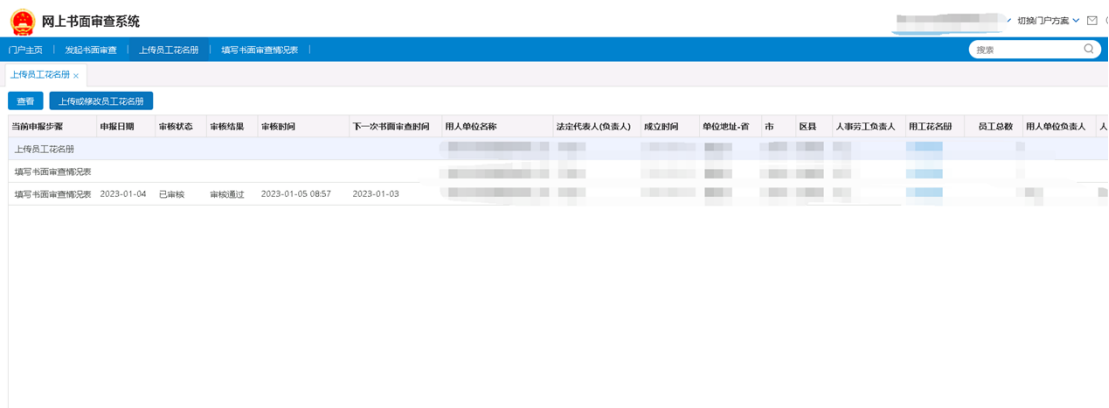 网上书面审查系统
切换门户方案
门户主页 发起书面审查 上传员工花名册 填写书面审查情况表 搜索
上传员工花名册 ×
查看 上传或修改员工花名册
当前申报步骤 申报日期 审核状态 审核结果 审核时间 下一次书面审查时间 用人单位名称 法定代表人(负责人) 成立时间 单位地址-省 市 区县 人事劳工负责人 用工花名册 员工总数 用人单位负责人 人
上传员工花名册
填写书面审查情况表
填写书面审查情况表 2023-01-04 已审核 审核通过 2023-01-05 08:57 2023-01-03